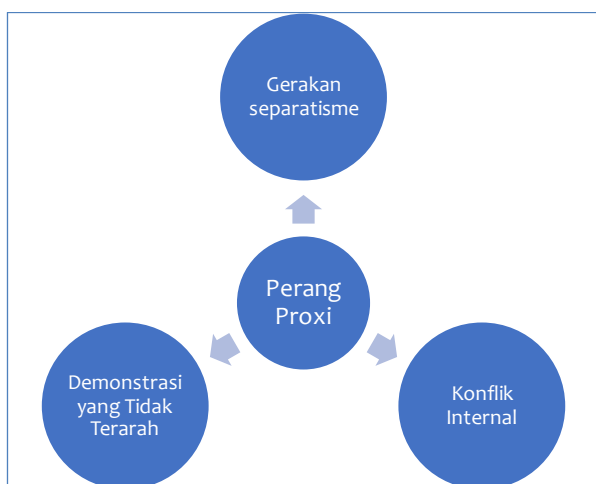 Gerakan
separatisme
Perang
Proxi
Demonstrasi
yang Tidak
Terarah
Konflik
Internal